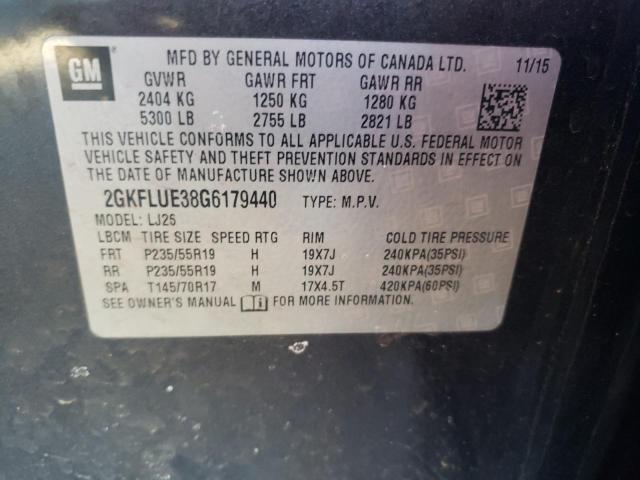 GM
MFD BY GENERAL MOTORS OF CANADA LTD. 11/15
GVWR GAWR FRT GAWR RR
2404 KG 1250 KG 1280 KG
5300 LB 2755 LB 2821 LB
THIS VEHICLE CONFORMS TO ALL APPLICABLE U.S. FEDERAL MOTOR
VEHICLE SAFETY AND THEFT PREVENTION STANDARDS IN EFFECT ON
THE DATE OF MANUFACTURE SHOWN ABOVE.
2GKFLUE38G6179440 TYPE: M.P.V.
MODEL: LJ25
LBCM TIRE SIZE SPEED RTG RIM COLD TIRE PRESSURE
FRT P235/55R19 H 19X7J 240KPA(35PSI)
RR P235/55R19 H 19X7J 240KPA(35PSI)
SPA T145/70R17 M 17X4.5T 420KPA(60PSI)
SEE OWNER'S MANUAL FOR MORE INFORMATION.